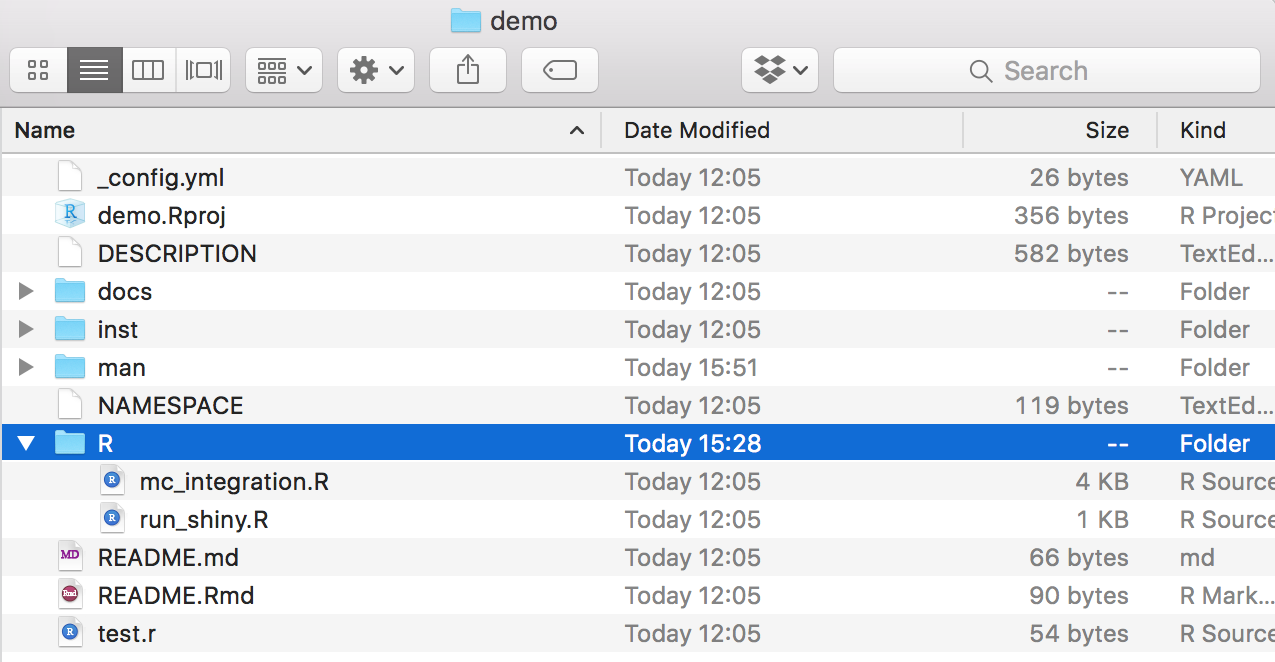 demo
Search
Name Date Modified Size Kind
_config.yml Today 12:05 26 bytes YAML
demo.Rproj Today 12:05 356 bytes R Project
DESCRIPTION Today 12:05 582 bytes TextEd...
docs Today 12:05 -- Folder
inst Today 12:05 -- Folder
man Today 15:51 -- Folder
NAMESPACE Today 12:05 119 bytes TextEd...
R Today 15:28 -- Folder
mc_integration.R Today 12:05 4 KB R Source
run_shiny.R Today 12:05 1 KB R Source
README.md Today 12:05 66 bytes md
README.Rmd Today 12:05 90 bytes R Mark...
test.r Today 12:05 54 bytes R Source